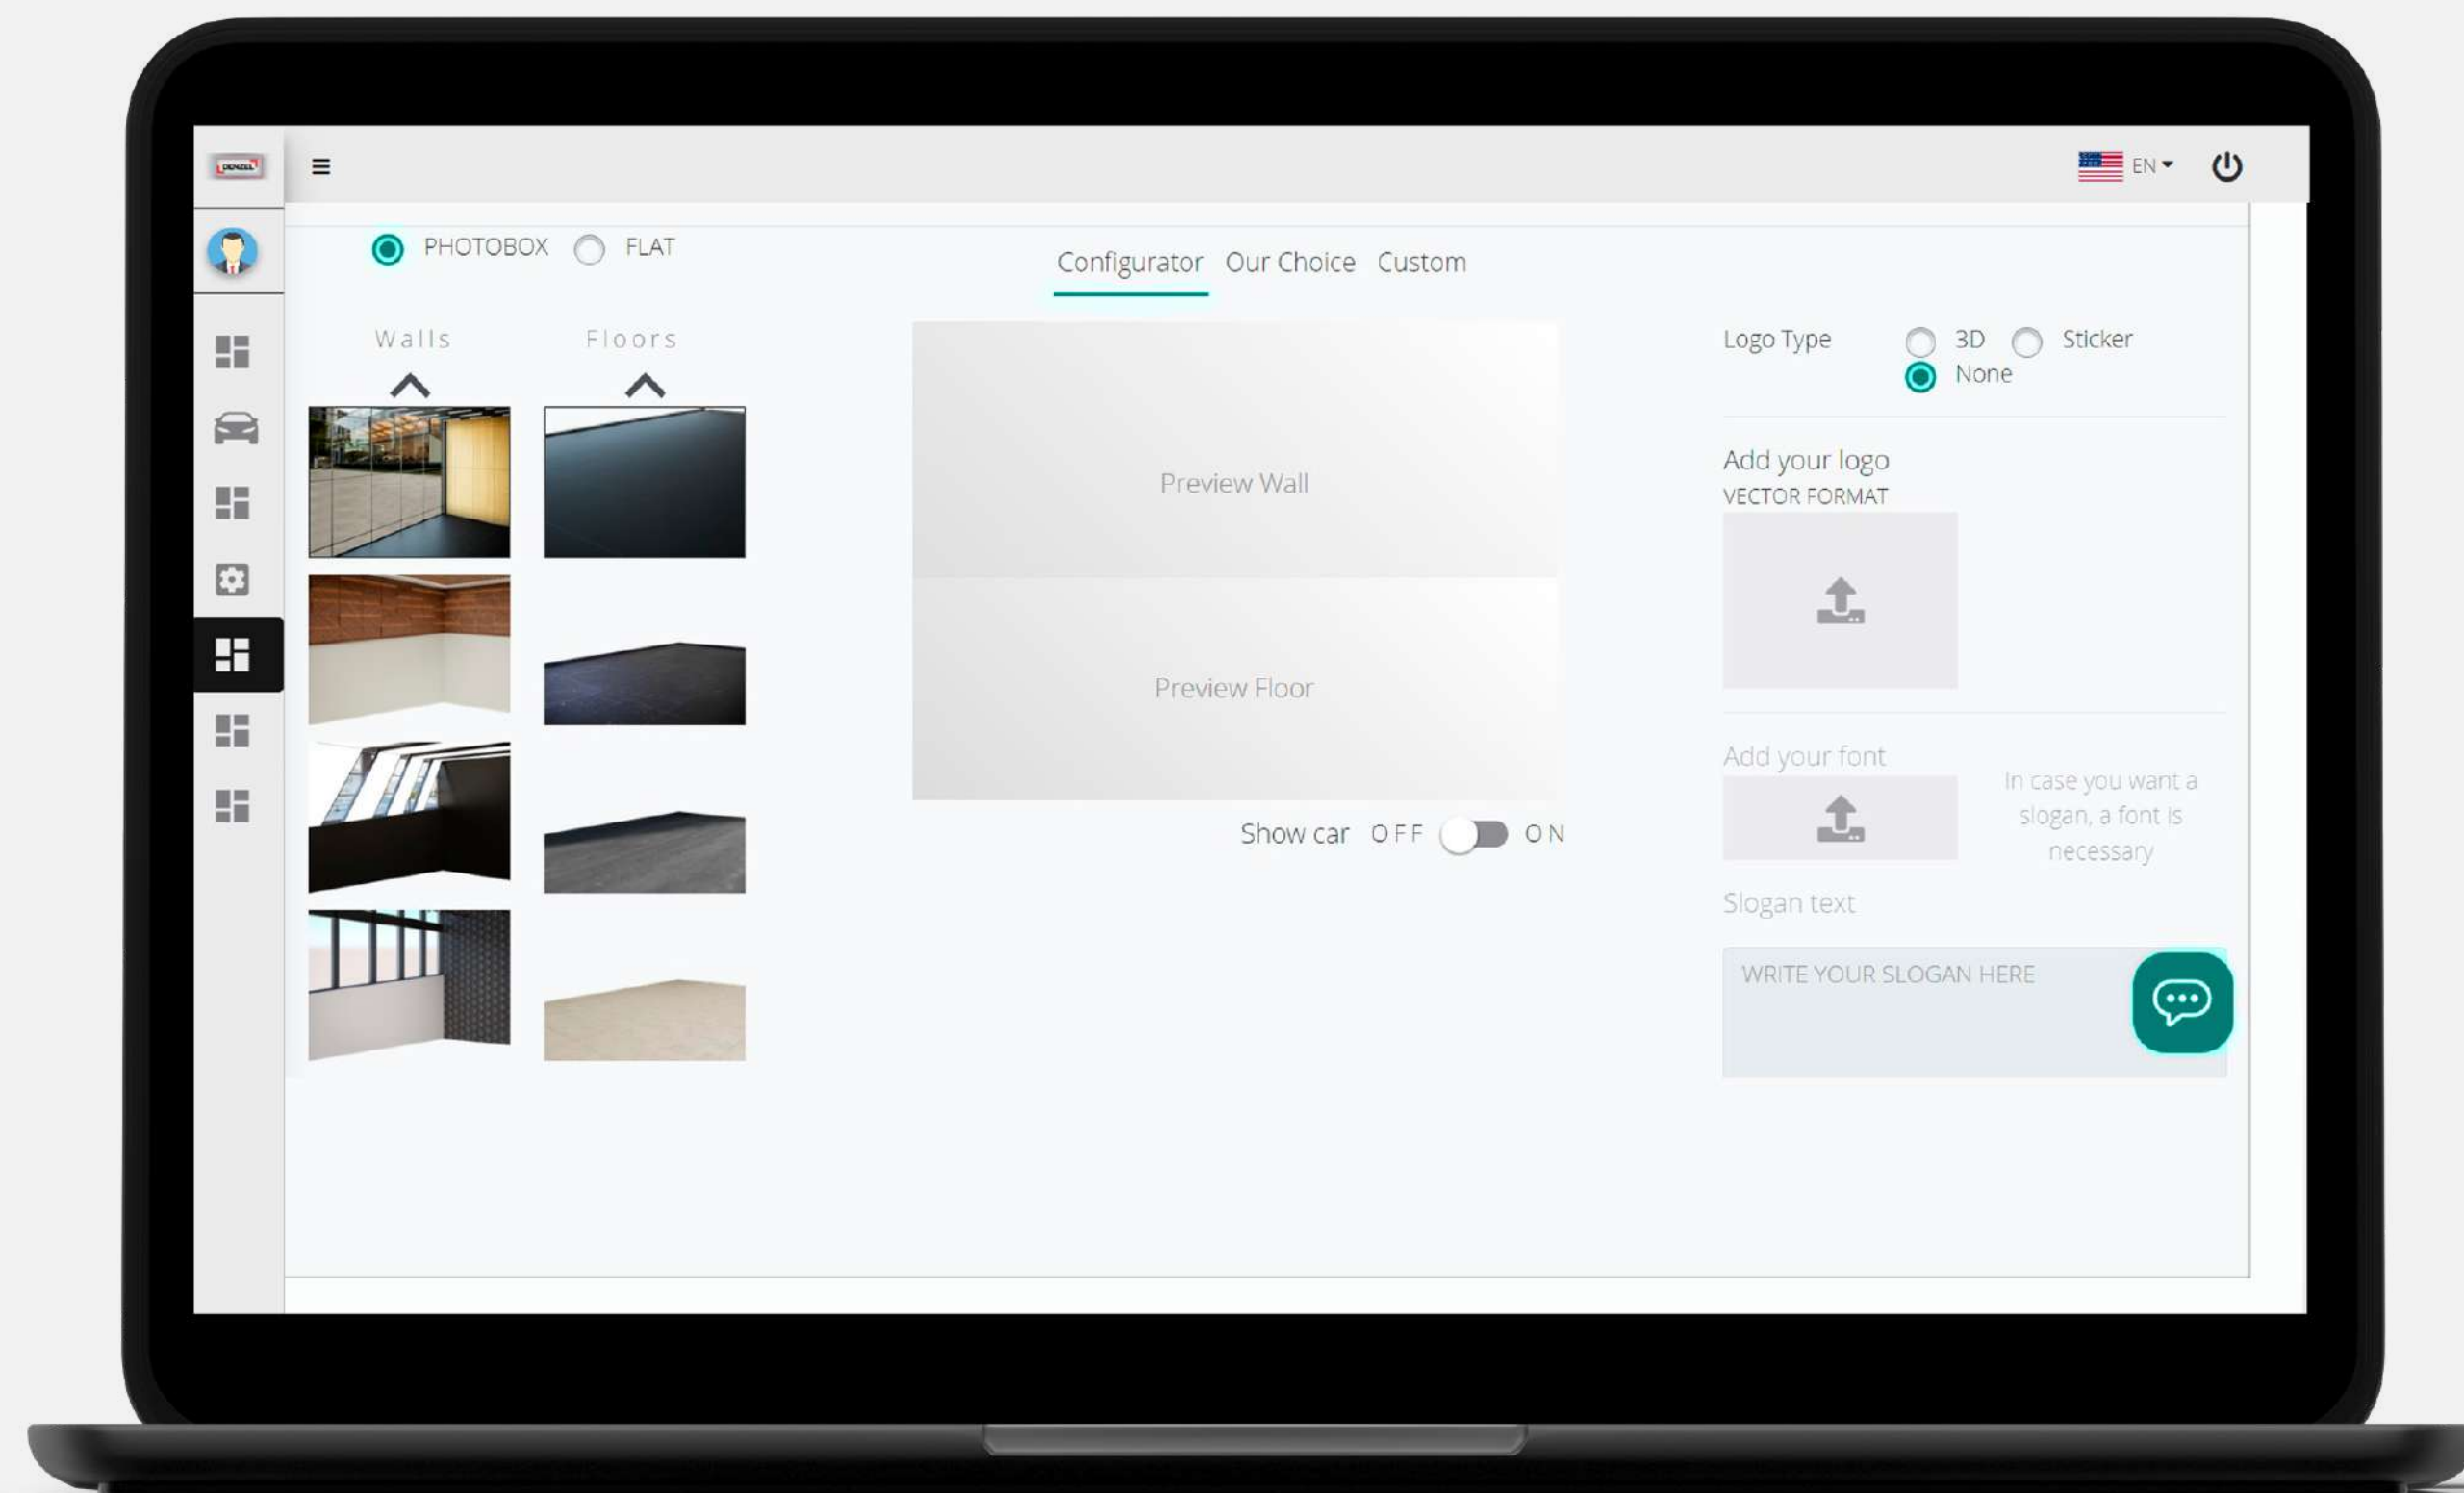 DENZEL
EN
PHOTOBOX FLAT
Configurator Our Choice Custom
Walls Floors
Preview Wall
Preview Floor
Show car OFF ON
Logo Type 3D Sticker
None
Add your logo
VECTOR FORMAT
Add your font
In case you want a
slogan, a font is
necessary
Slogan text
WRITE YOUR SLOGAN HERE